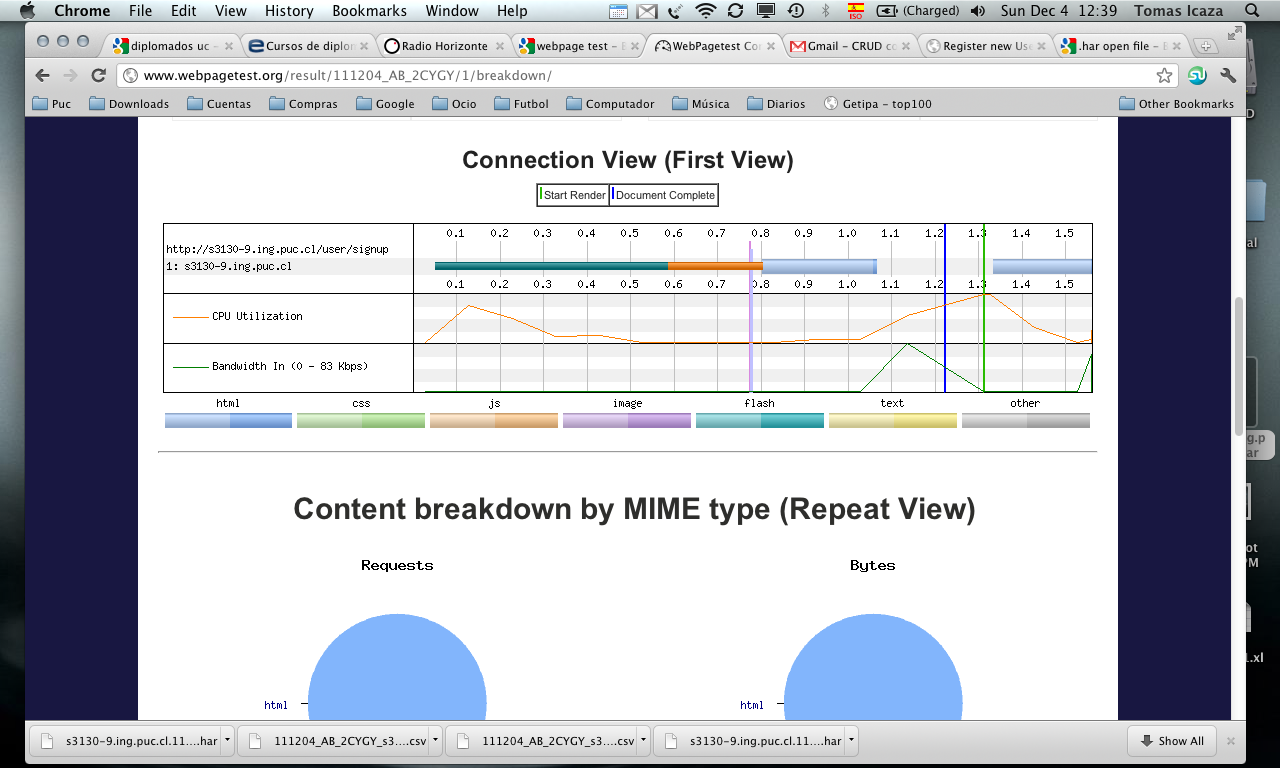 Chrome File Edit View History Bookmarks Window Help ISO (Charged) Sun Dec 4 12:39 Tomas Icaza
diplomados uc - Cursos de diplor Radio Horizonte webpage test - B WebPagetest Co Gmail - CRUD co Register new Use .har open file - B
www.webpagetest.org/result/111204_AB_2CYGY/1/breakdown/
Puc Downloads Cuentas Compras Google Ocio Futbol Computador Música Diarios Getipa - top100 Other Bookmarks
D
Connection View (First View)
Start Render Document Complete
0.1 0.2 0.3 0.4 0.5 0.6 0.7 0.8 0.9 1.0 1.1 1.2 1.3 1.4 1.5
http://s3130-9.ing.puc.cl/user/signup
al
1: s3130-9.ing.puc.cl
0.1 0.2 0.3 0.4 0.5 0.6 0.7 0.8 0.9 1.0 1.1 1.2 1.3 1.4 1.5
CPU Utilization
Bandwidth In (0 - 83 Kbps)
html css js image flash text other
g.p
ar
Content breakdown by MIME type (Repeat View)
ot
PM
Requests Bytes
1.xl
html html
s3130-9.ing.puc.cl.11....har 111204_AB_2CYGY_s3....csv 111204_AB_2CYGY_s3....csv s3130-9.ing.puc.cl.11....har Show All